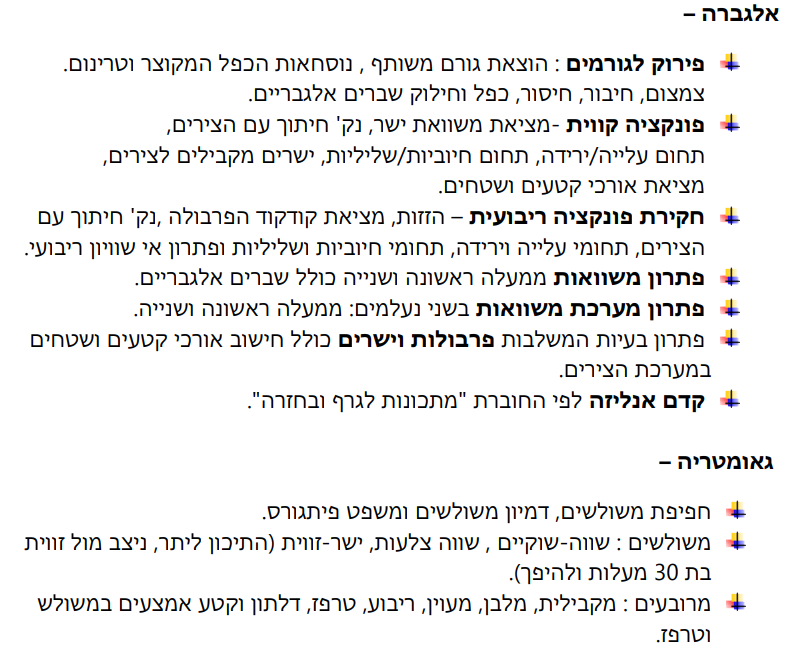 אלגברה –
פירוק לגורמים : הוצאת גורם משותף , נוסחאות הכפל המקוצר וטרינום.
צמצום, חיבור, חיסור, כפל וחילוק שברים אלגבריים.
פונקציה קווית -מציאת משוואת ישר, נק' חיתוך עם הצירים,
תחום עלייה/ירידה, תחום חיוביות/שליליות, ישרים מקבילים לצירים,
מציאת אורכי קטעים ושטחים.
חקירת פונקציה ריבועית – הזזות, מציאת קודקוד הפרבולה ,נק' חיתוך עם
הצירים, תחומי עלייה וירידה, תחומי חיוביות ושליליות ופתרון אי שוויון ריבועי.
פתרון משוואות ממעלה ראשונה ושנייה כולל שברים אלגבריים.
פתרון מערכת משוואות בשני נעלמים: ממעלה ראשונה ושנייה.
פתרון בעיות המשלבות פרבולות וישרים כולל חישוב אורכי קטעים ושטחים
במערכת הצירים.
קדם אנליזה לפי החוברת "מתכונות לגרף ובחזרה".
גאומטריה –
חפיפת משולשים, דמיון משולשים ומשפט פיתגורס.
משולשים : שווה-שוקיים , שווה צלעות, ישר-זווית (התיכון ליתר, ניצב מול זווית
בת 30 מעלות ולהיפך).
מרובעים : מקבילית, מלבן, מעוין, ריבוע, טרפז, דלתון וקטע אמצעים במשולש
וטרפז.